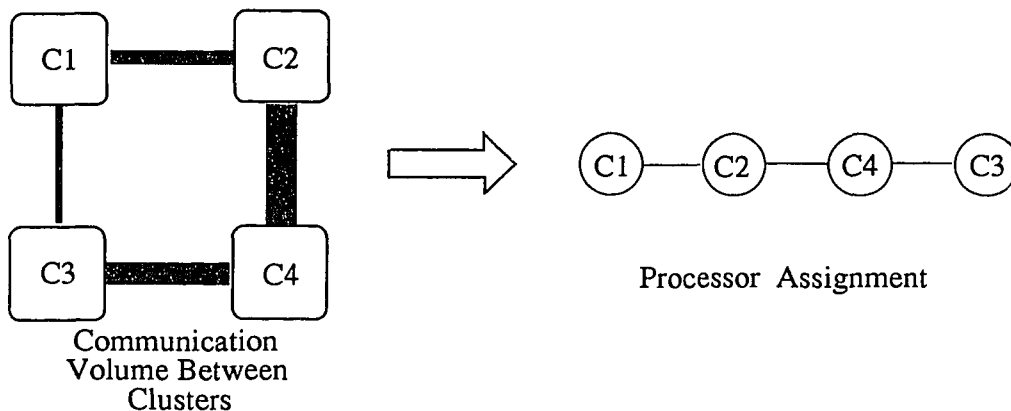 C1
C2
C3
C4
Communication
Volume Between
Clusters
C1
C2
C4
C3
Processor Assignment